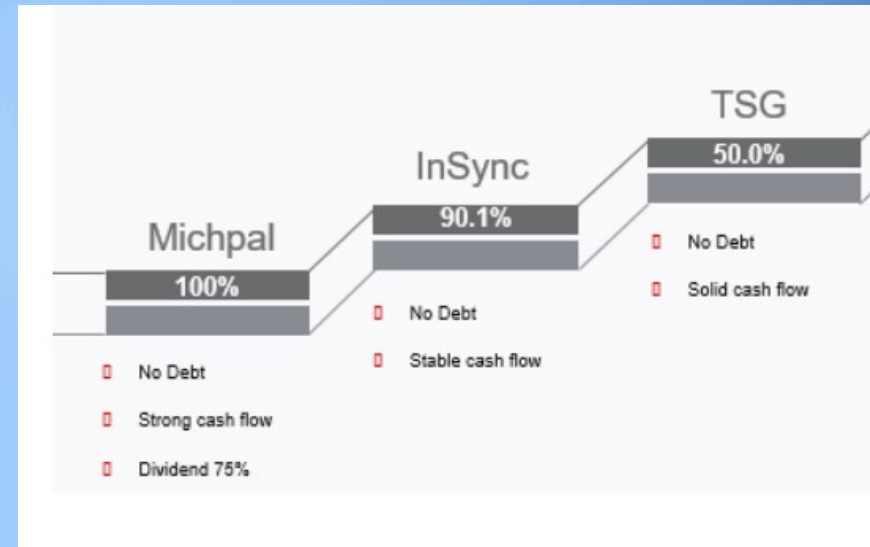 Michpal
100%
No Debt
Strong cash flow
Dividend 75%
InSync
90.1%
No Debt
Stable cash flow
TSG
50.0%
No Debt
Solid cash flow